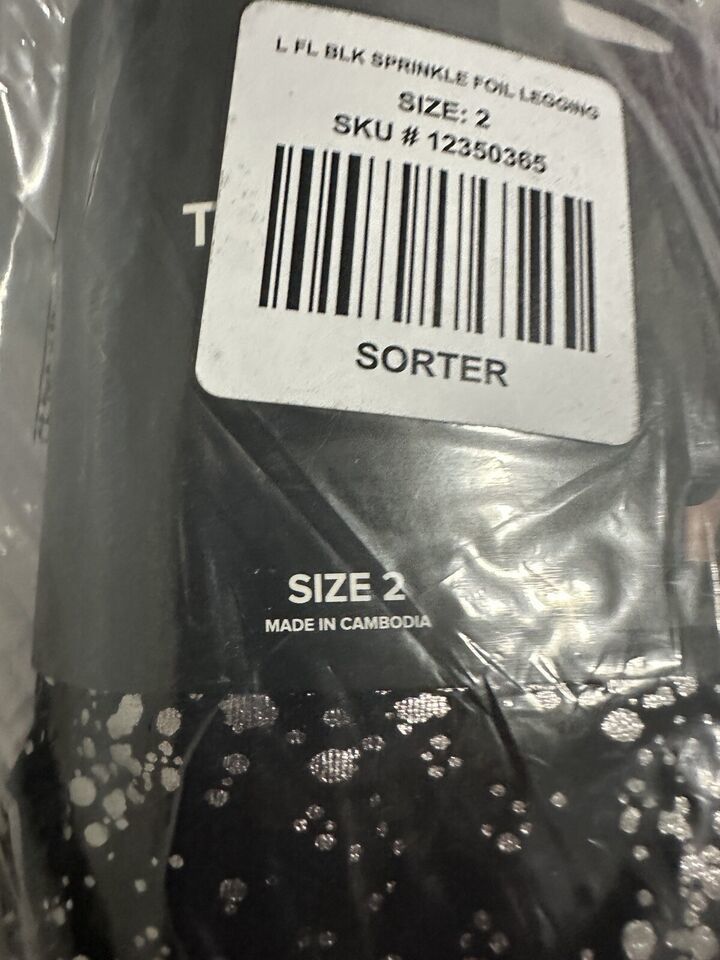 L FL BLK SPRINKLE FOIL LEGGING
SIZE: 2
SKU # 12350365
T
SORTER
SIZE 2
MADE IN CAMBODIA